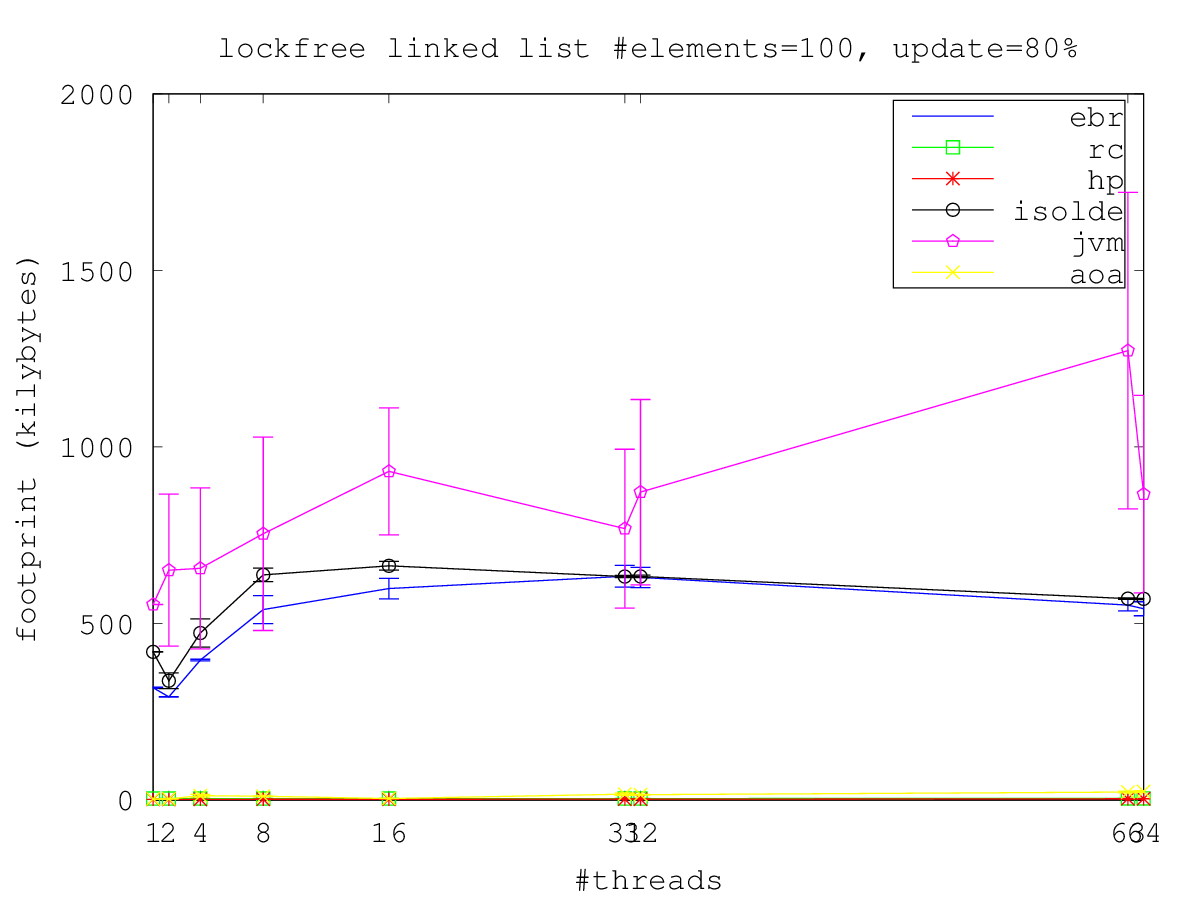 lockfree linked list #elements=100, update=80%
2000
1500
1000
500
0
footprint (kilybytes)
ebr
rc
hp
isolde
jvm
aoa
1 2 4 8 16 31 32 63 64
#threads